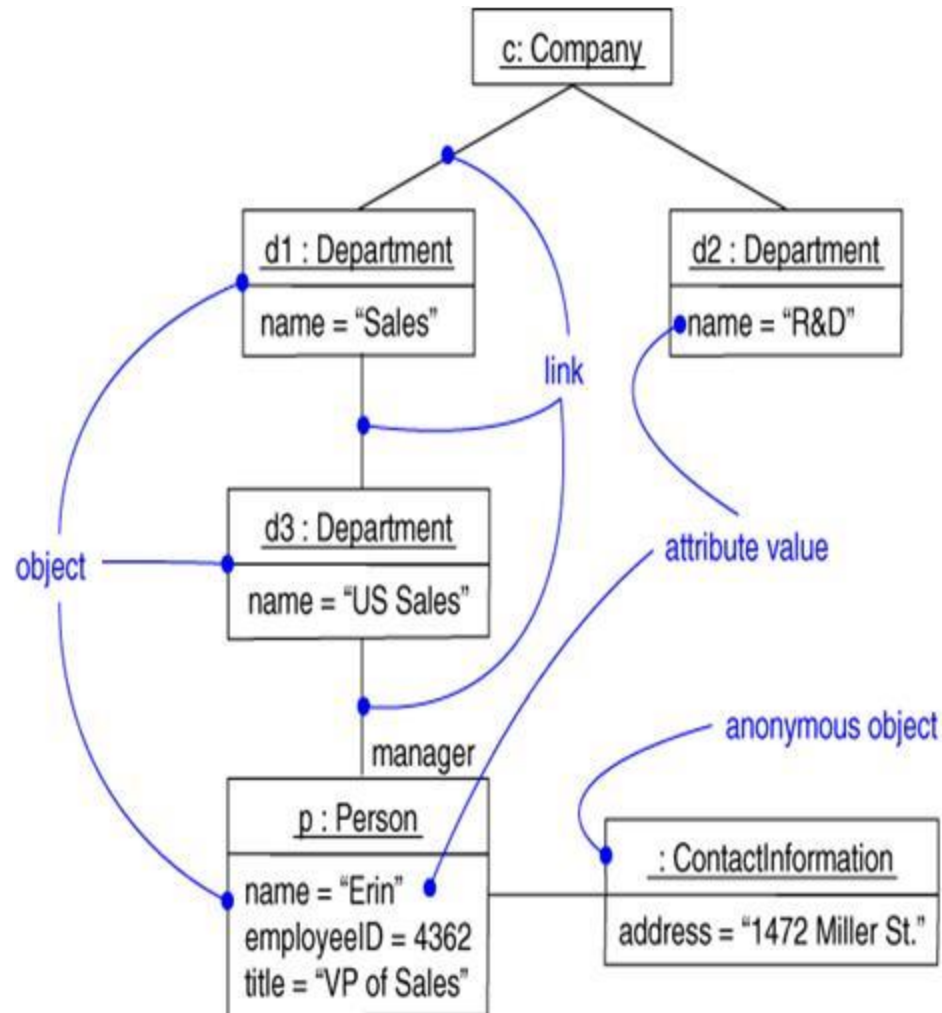 c: Company
d1 : Department
name = “Sales”
d2 : Department
name = “R&D”
link
d3 : Department
name = “US Sales”
object
attribute value
manager
anonymous object
p : Person
name = “Erin”
employeeID = 4362
title = “VP of Sales”
: ContactInformation
address = “1472 Miller St.”